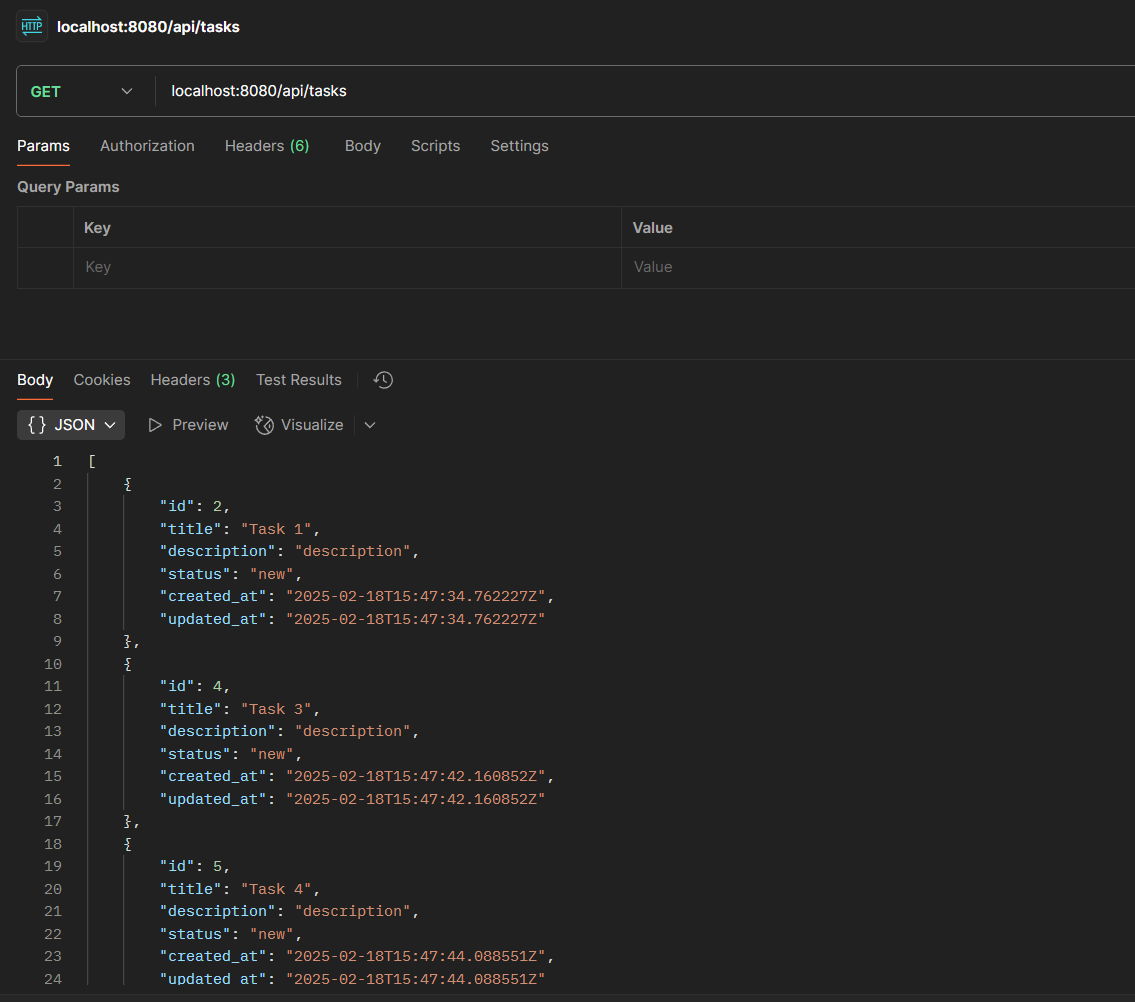 HTTP localhost:8080/api/tasks
GET localhost:8080/api/tasks
Params Authorization Headers (6) Body Scripts Settings
Query Params
Key Value
Key Value
Body Cookies Headers (3) Test Results
{} JSON Preview Visualize
1 [
2 {
3 "id": 2,
4 "title": "Task 1",
5 "description": "description",
6 "status": "new",
7 "created_at": "2025-02-18T15:47:34.762227Z",
8 "updated_at": "2025-02-18T15:47:34.762227Z"
9 },
10 {
11 "id": 4,
12 "title": "Task 3",
13 "description": "description",
14 "status": "new",
15 "created_at": "2025-02-18T15:47:42.160852Z",
16 "updated_at": "2025-02-18T15:47:42.160852Z"
17 },
18 {
19 "id": 5,
20 "title": "Task 4",
21 "description": "description",
22 "status": "new",
23 "created_at": "2025-02-18T15:47:44.088551Z",
24 "updated_at": "2025-02-18T15:47:44.088551Z"